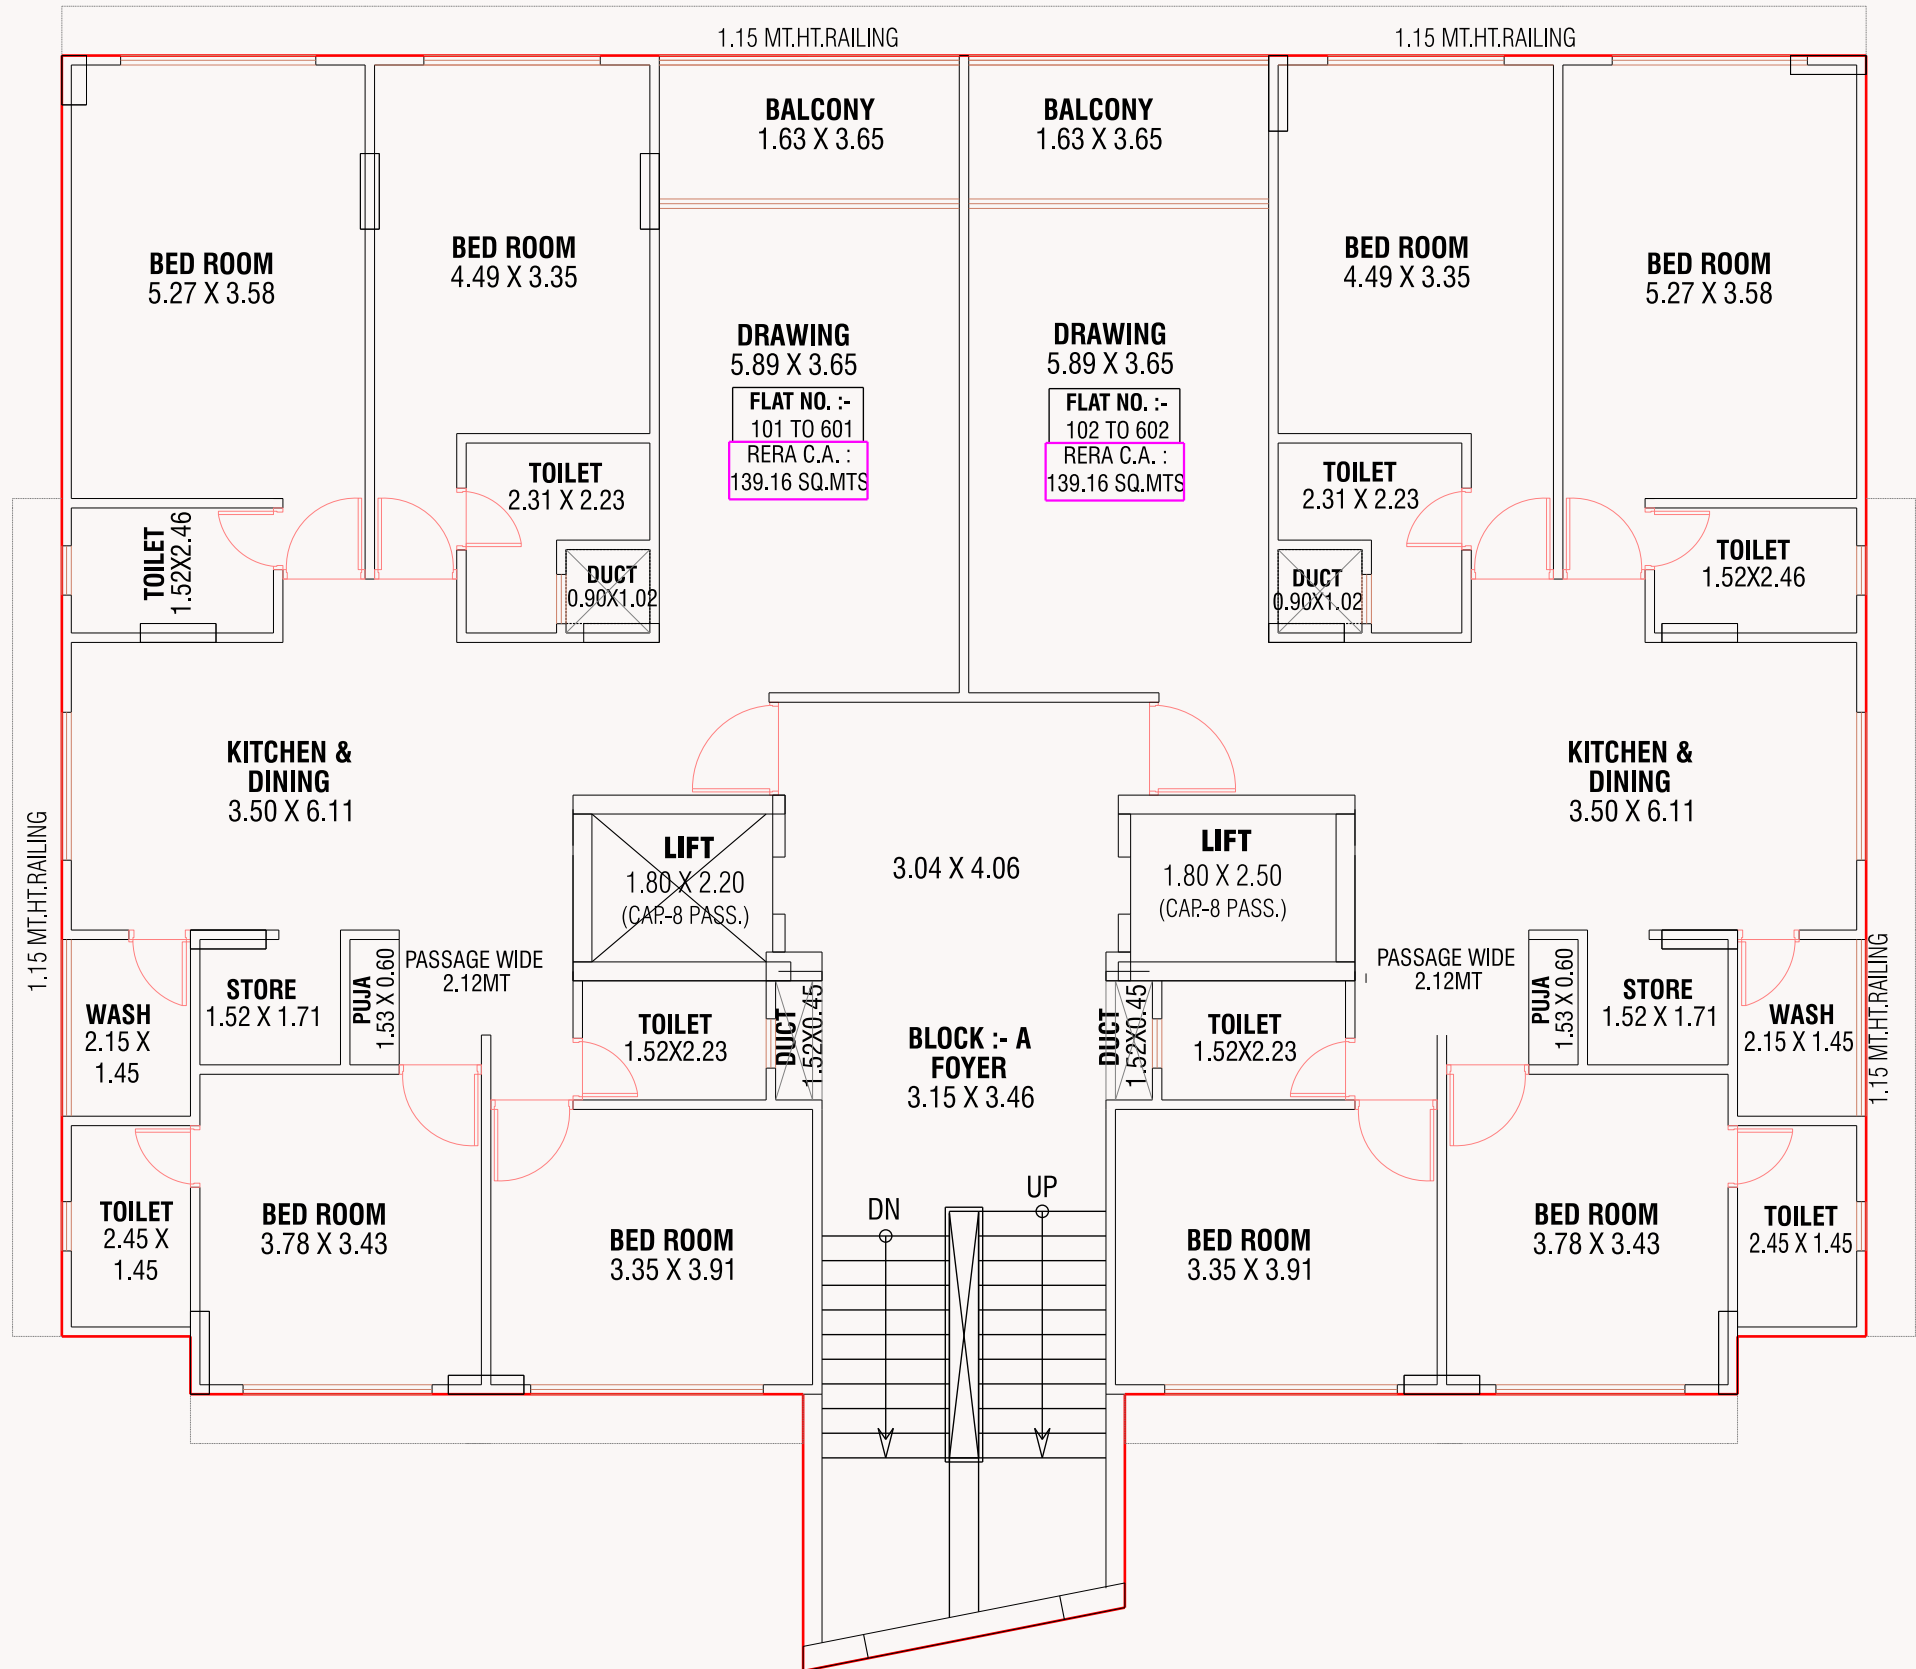 1.15 MT.HT.RAILING
1.15 MT.HT.RAILING
BALCONY
1.63 X 3.65
BALCONY
1.63 X 3.65
BED ROOM
5.27 X 3.58
BED ROOM
4.49 X 3.35
BED ROOM
4.49 X 3.35
BED ROOM
5.27 X 3.58
DRAWING
5.89 X 3.65
FLAT NO. :-
101 TO 601
RERA C.A. :
139.16 SQ.MTS
DRAWING
5.89 X 3.65
FLAT NO. :-
102 TO 602
RERA C.A. :
139.16 SQ.MTS
TOILET
2.31 X 2.23
TOILET
2.31 X 2.23
TOILET
1.52X2.46
DUCT
0.90X1.02
DUCT
0.90X1.02
TOILET
1.52X2.46
KITCHEN &
DINING
3.50 X 6.11
KITCHEN &
DINING
3.50 X 6.11
1.15 MT.HT.RAILING
LIFT
1.80 X 2.20
(CAP.-8 PASS.)
3.04 X 4.06
LIFT
1.80 X 2.50
(CAP.-8 PASS.)
1.15 MT.HT.RAILING
PASSAGE WIDE
2.12MT
PASSAGE WIDE
2.12MT
WASH
2.15 X
1.45
STORE
1.52 X 1.71
PUJA
1.53 X 0.60
TOILET
1.52X2.23
DUCT
1.52X0.45
BLOCK :- A
FOYER
3.15 X 3.46
DUCT
1.52X0.45
TOILET
1.52X2.23
PUJA
1.53 X 0.60
STORE
1.52 X 1.71
WASH
2.15 X 1.45
DN
UP
TOILET
2.45 X
1.45
BED ROOM
3.78 X 3.43
BED ROOM
3.35 X 3.91
BED ROOM
3.35 X 3.91
BED ROOM
3.78 X 3.43
TOILET
2.45 X 1.45